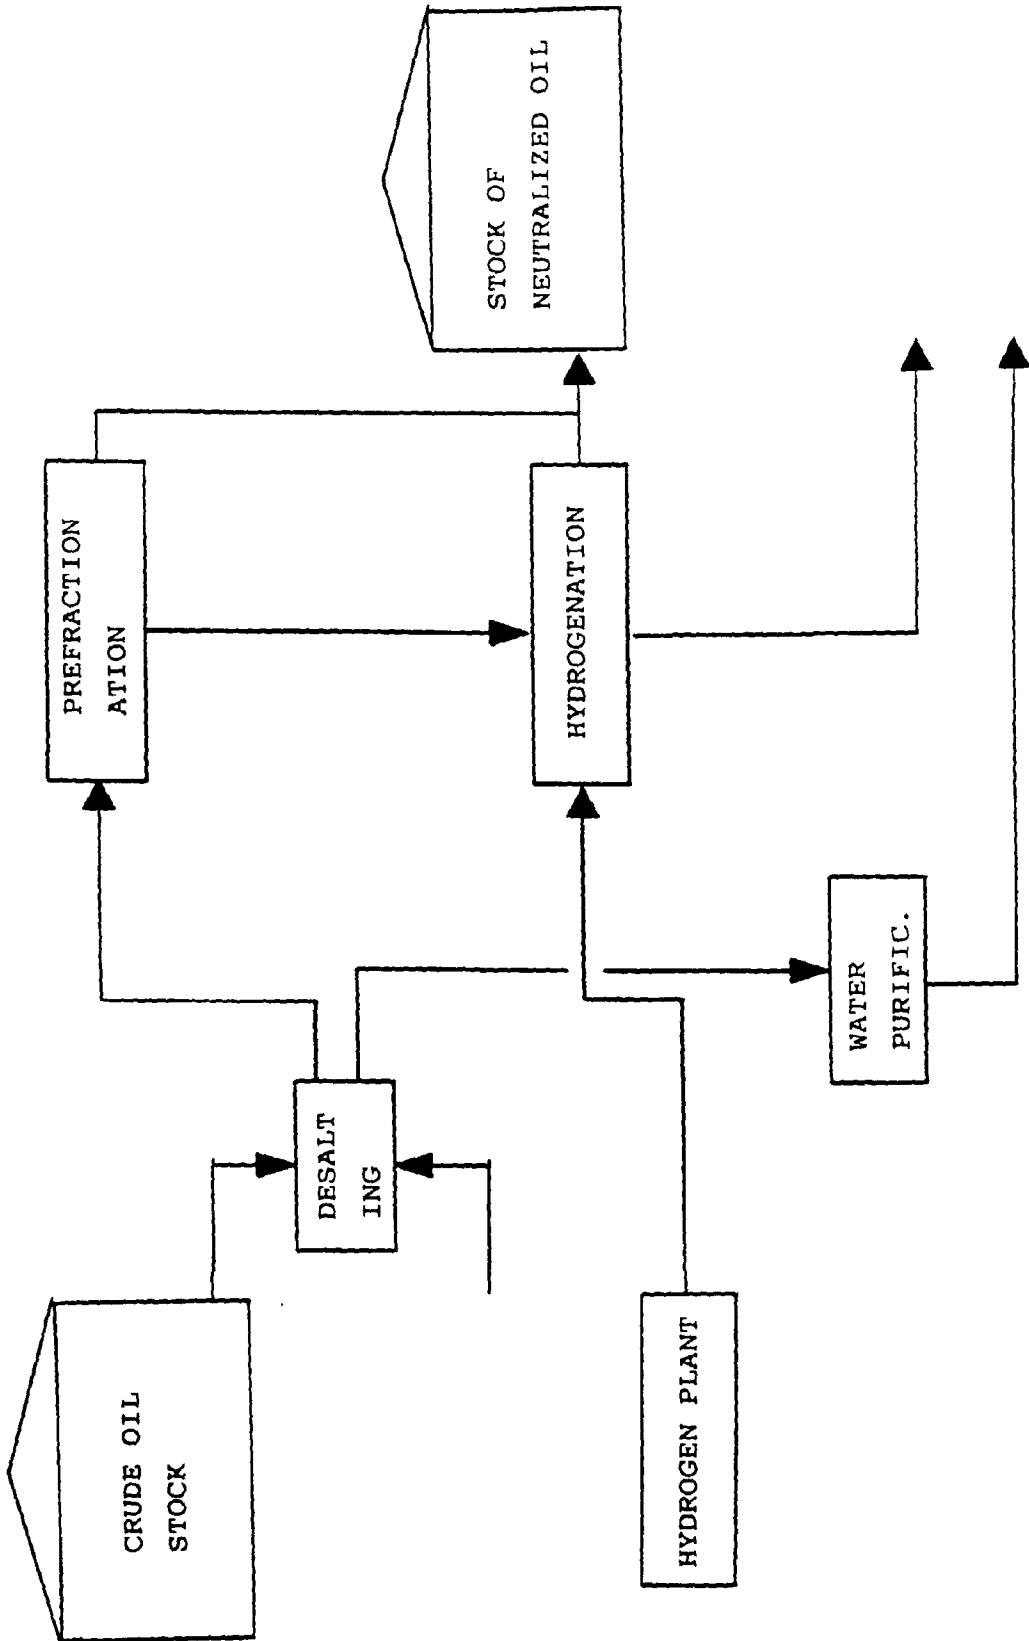 CRUDE OIL
STOCK
DESALT
ING
PREFRACTION
ATION
STOCK OF
NEUTRALIZED OIL
HYDROGENATION
HYDROGEN PLANT
WATER
PURIFIC.